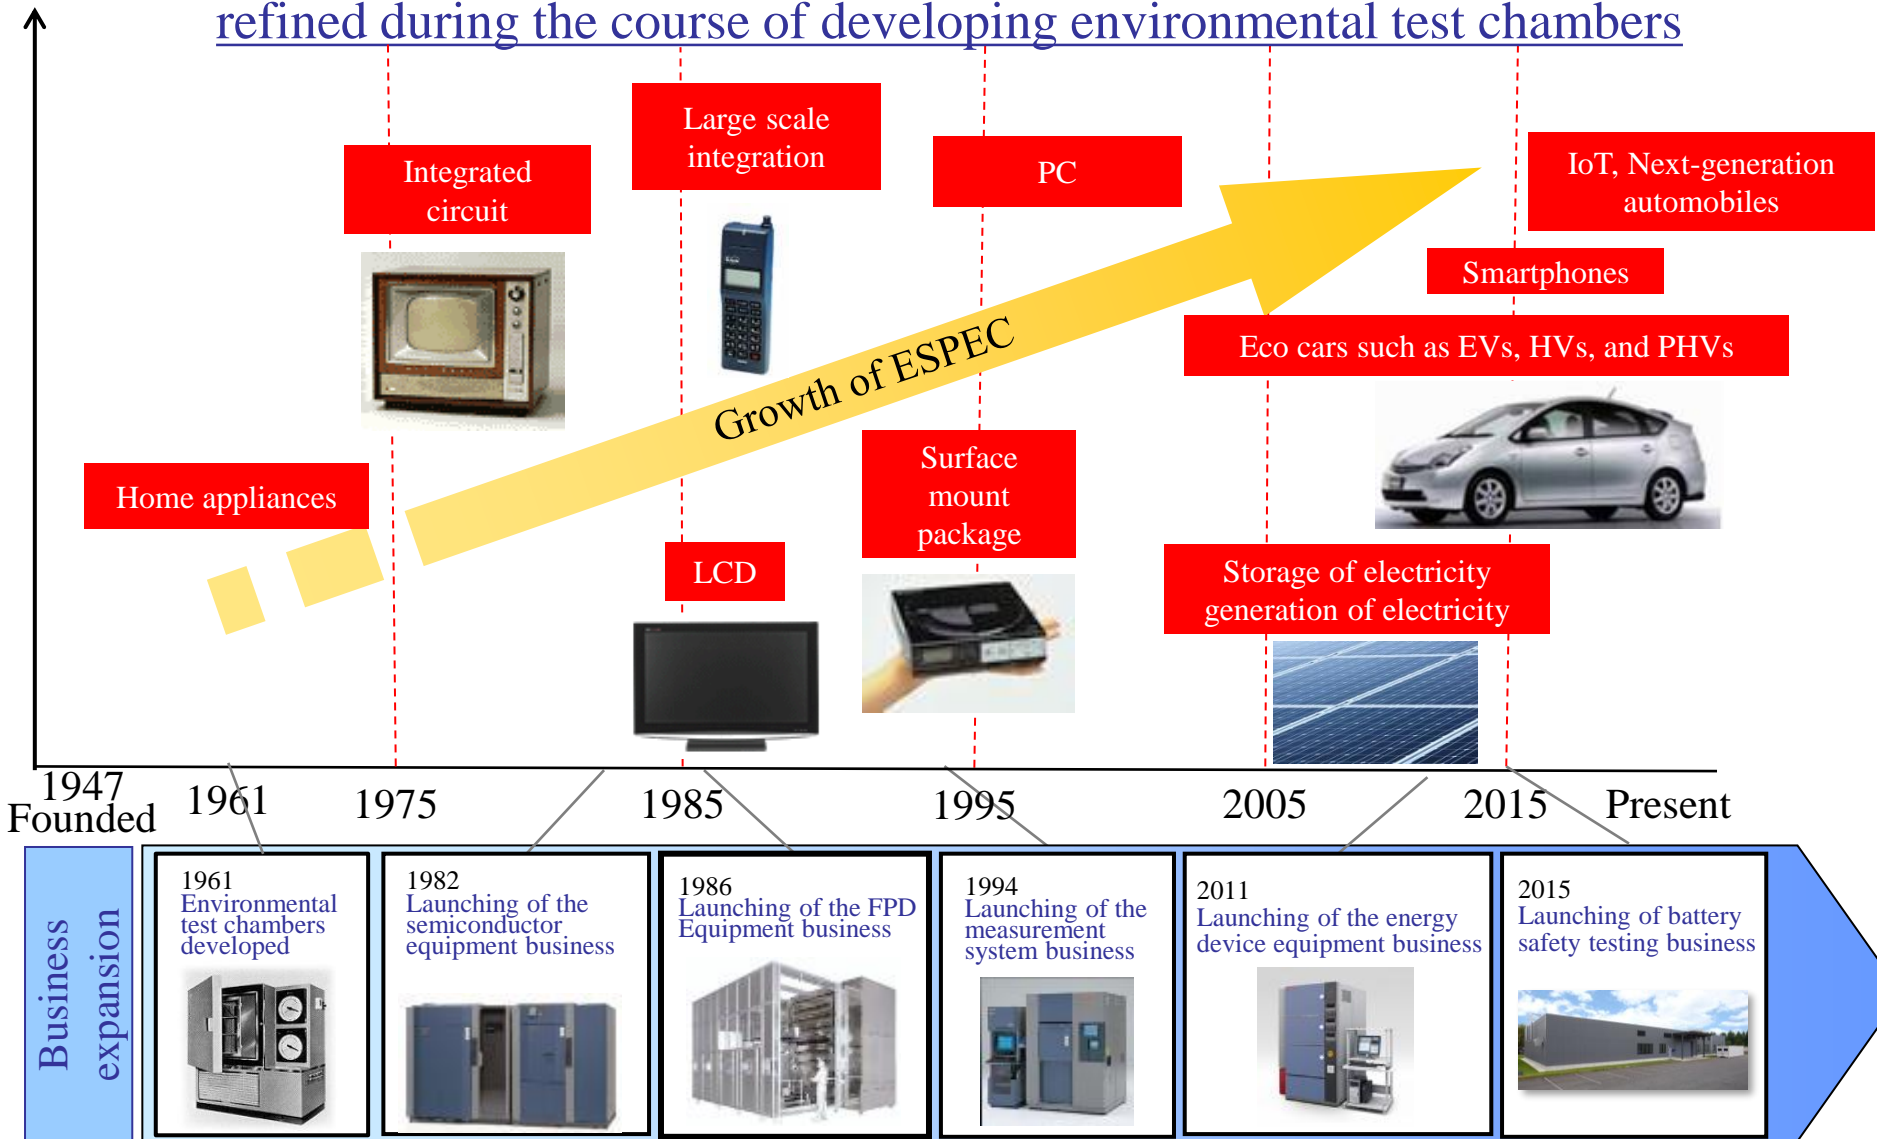 refined during the course of developing environmental test chambers
Large scale
integration
Integrated
circuit
PC
IoT, Next-generation
automobiles
Smartphones
Eco cars such as EVs, HVs, and PHVs
Growth of ESPEC
Home appliances
Surface
mount
package
LCD
Storage of electricity
generation of electricity
1947
Founded
1961
1975
1985
1995
2005
2015
Present
Business
expansion
1961
Environmental
test chambers
developed
1982
Launching of the
semiconductor
equipment business
1986
Launching of the FPD
Equipment business
1994
Launching of the
measurement
system business
2011
Launching of the energy
device equipment business
2015
Launching of battery
safety testing business